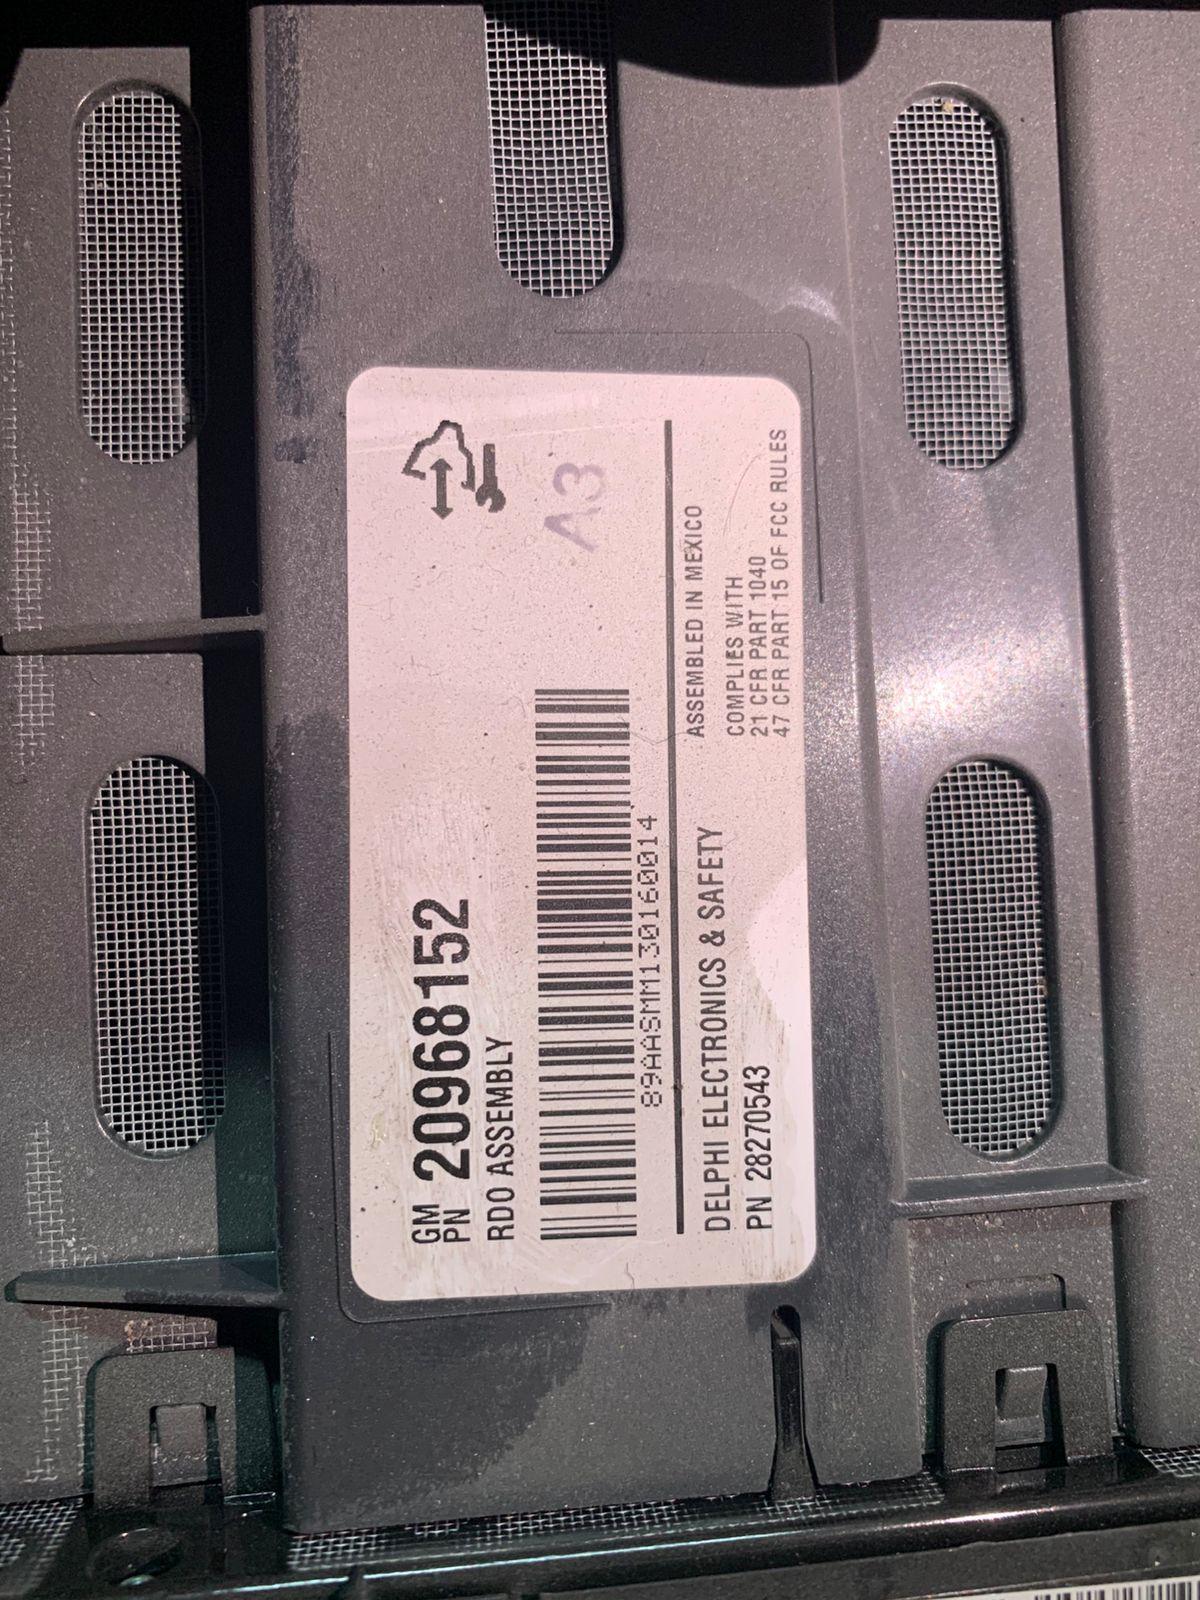 GM
PN 20968152
RDO ASSEMBLY
A3
89AASMM130160014
DELPHI ELECTRONICS & SAFETY
PN 28270543
ASSEMBLED IN MEXICO
COMPLIES WITH
21 CFR PART 1040
47 CFR PART 15 OF FCC RULES